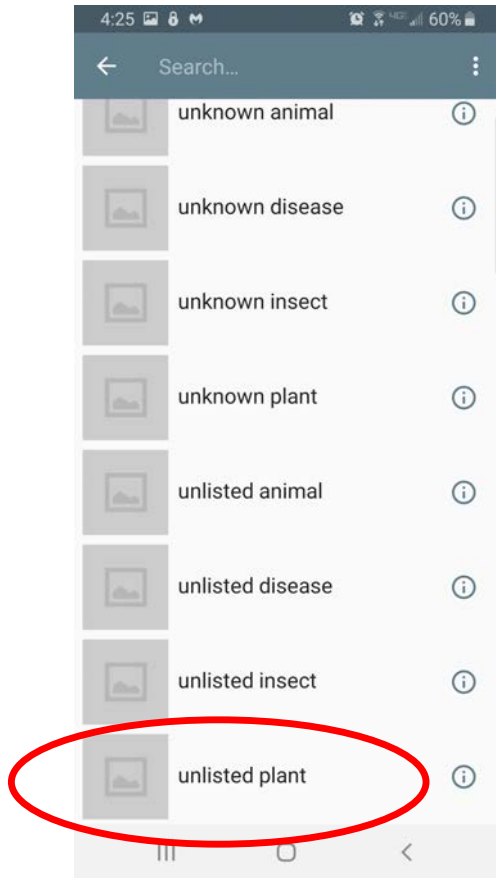 4:25 60%
Search...
unknown animal
unknown disease
unknown insect
unknown plant
unlisted animal
unlisted disease
unlisted insect
unlisted plant